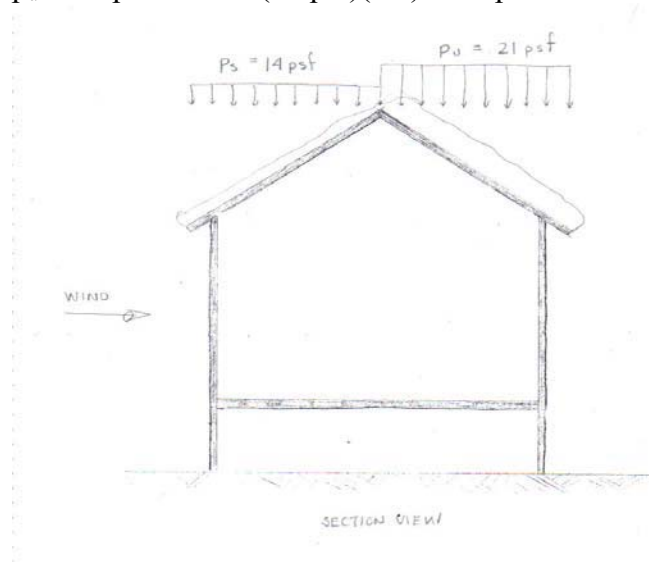 Ps = 14 psf
Pu = 21 psf
WIND
SECTION VIEW